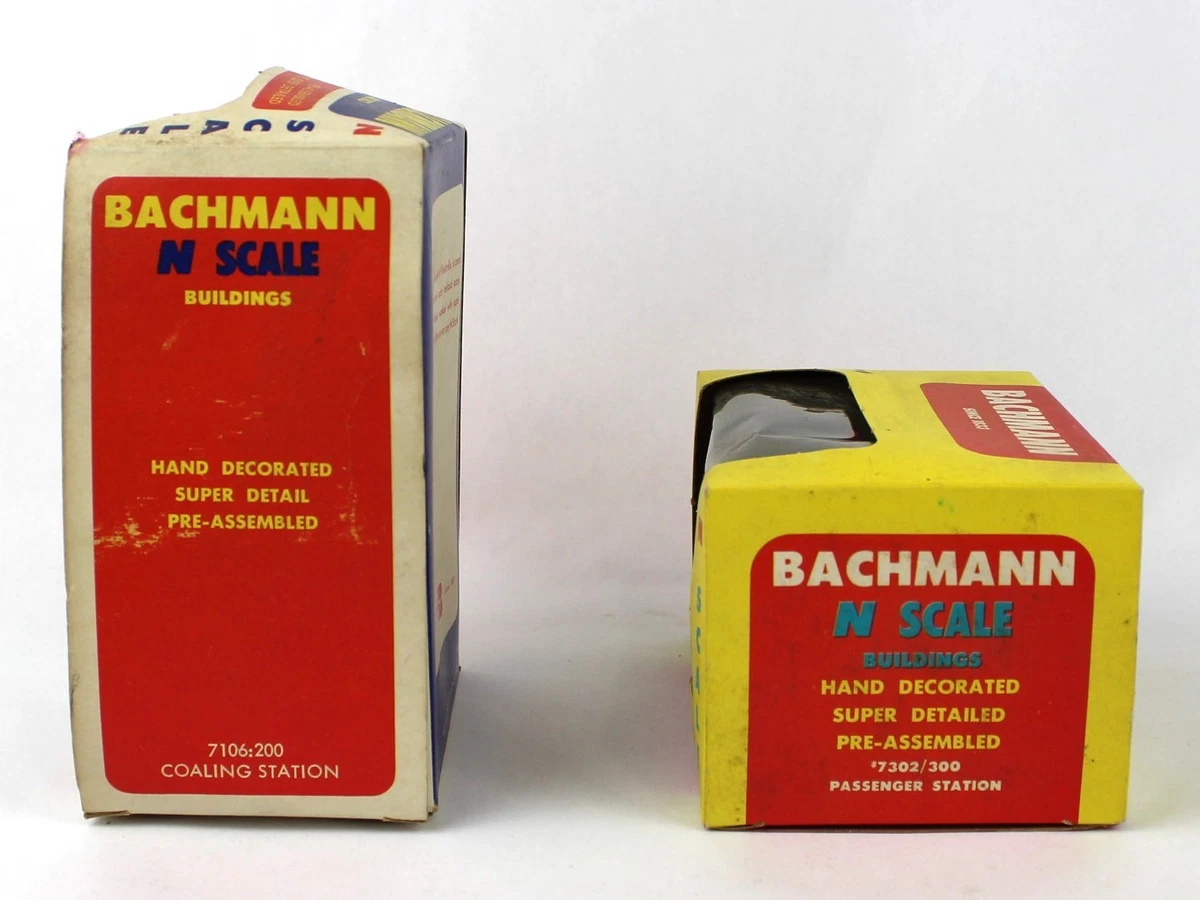 N SCALE
BACHMANN
N SCALE
BUILDINGS
HAND DECORATED
SUPER DETAIL
PRE-ASSEMBLED
7106:200
COALING STATION
BACHMANN
BACHMANN
N SCALE
BUILDINGS
HAND DECORATED
SUPER DETAILED
PRE-ASSEMBLED
#7302/300
PASSENGER STATION